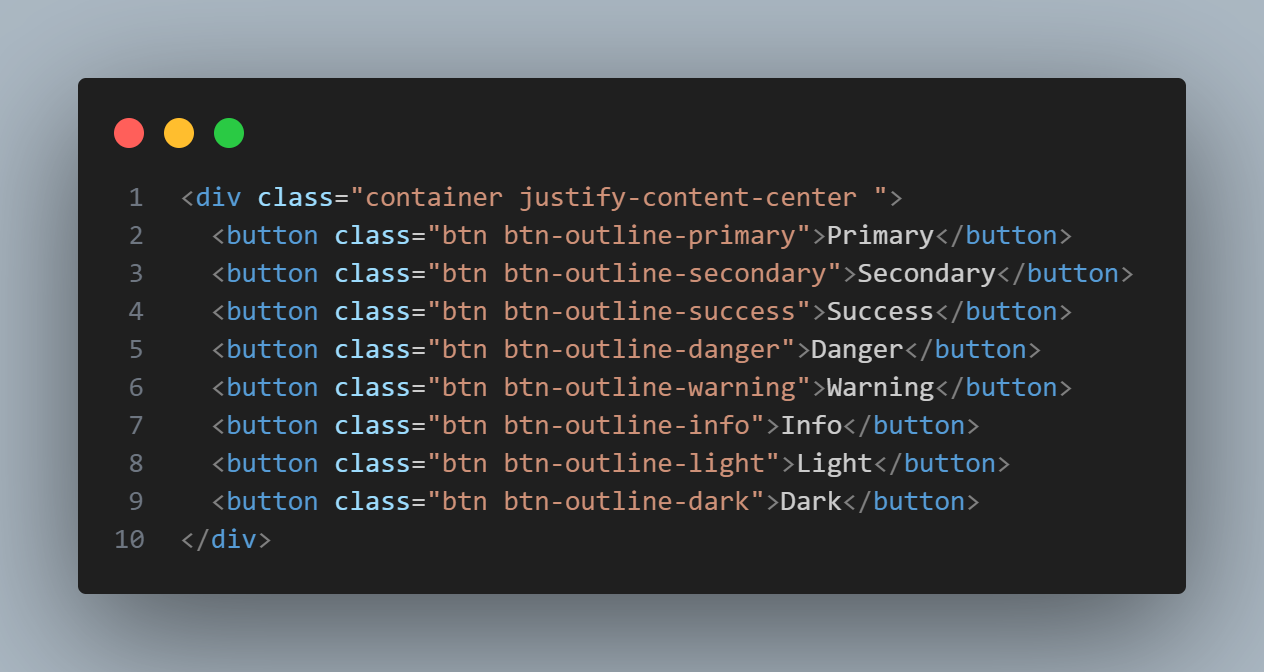 1 <div class="container justify-content-center ">
2   <button class="btn btn-outline-primary">Primary</button>
3   <button class="btn btn-outline-secondary">Secondary</button>
4   <button class="btn btn-outline-success">Success</button>
5   <button class="btn btn-outline-danger">Danger</button>
6   <button class="btn btn-outline-warning">Warning</button>
7   <button class="btn btn-outline-info">Info</button>
8   <button class="btn btn-outline-light">Light</button>
9   <button class="btn btn-outline-dark">Dark</button>
10 </div>